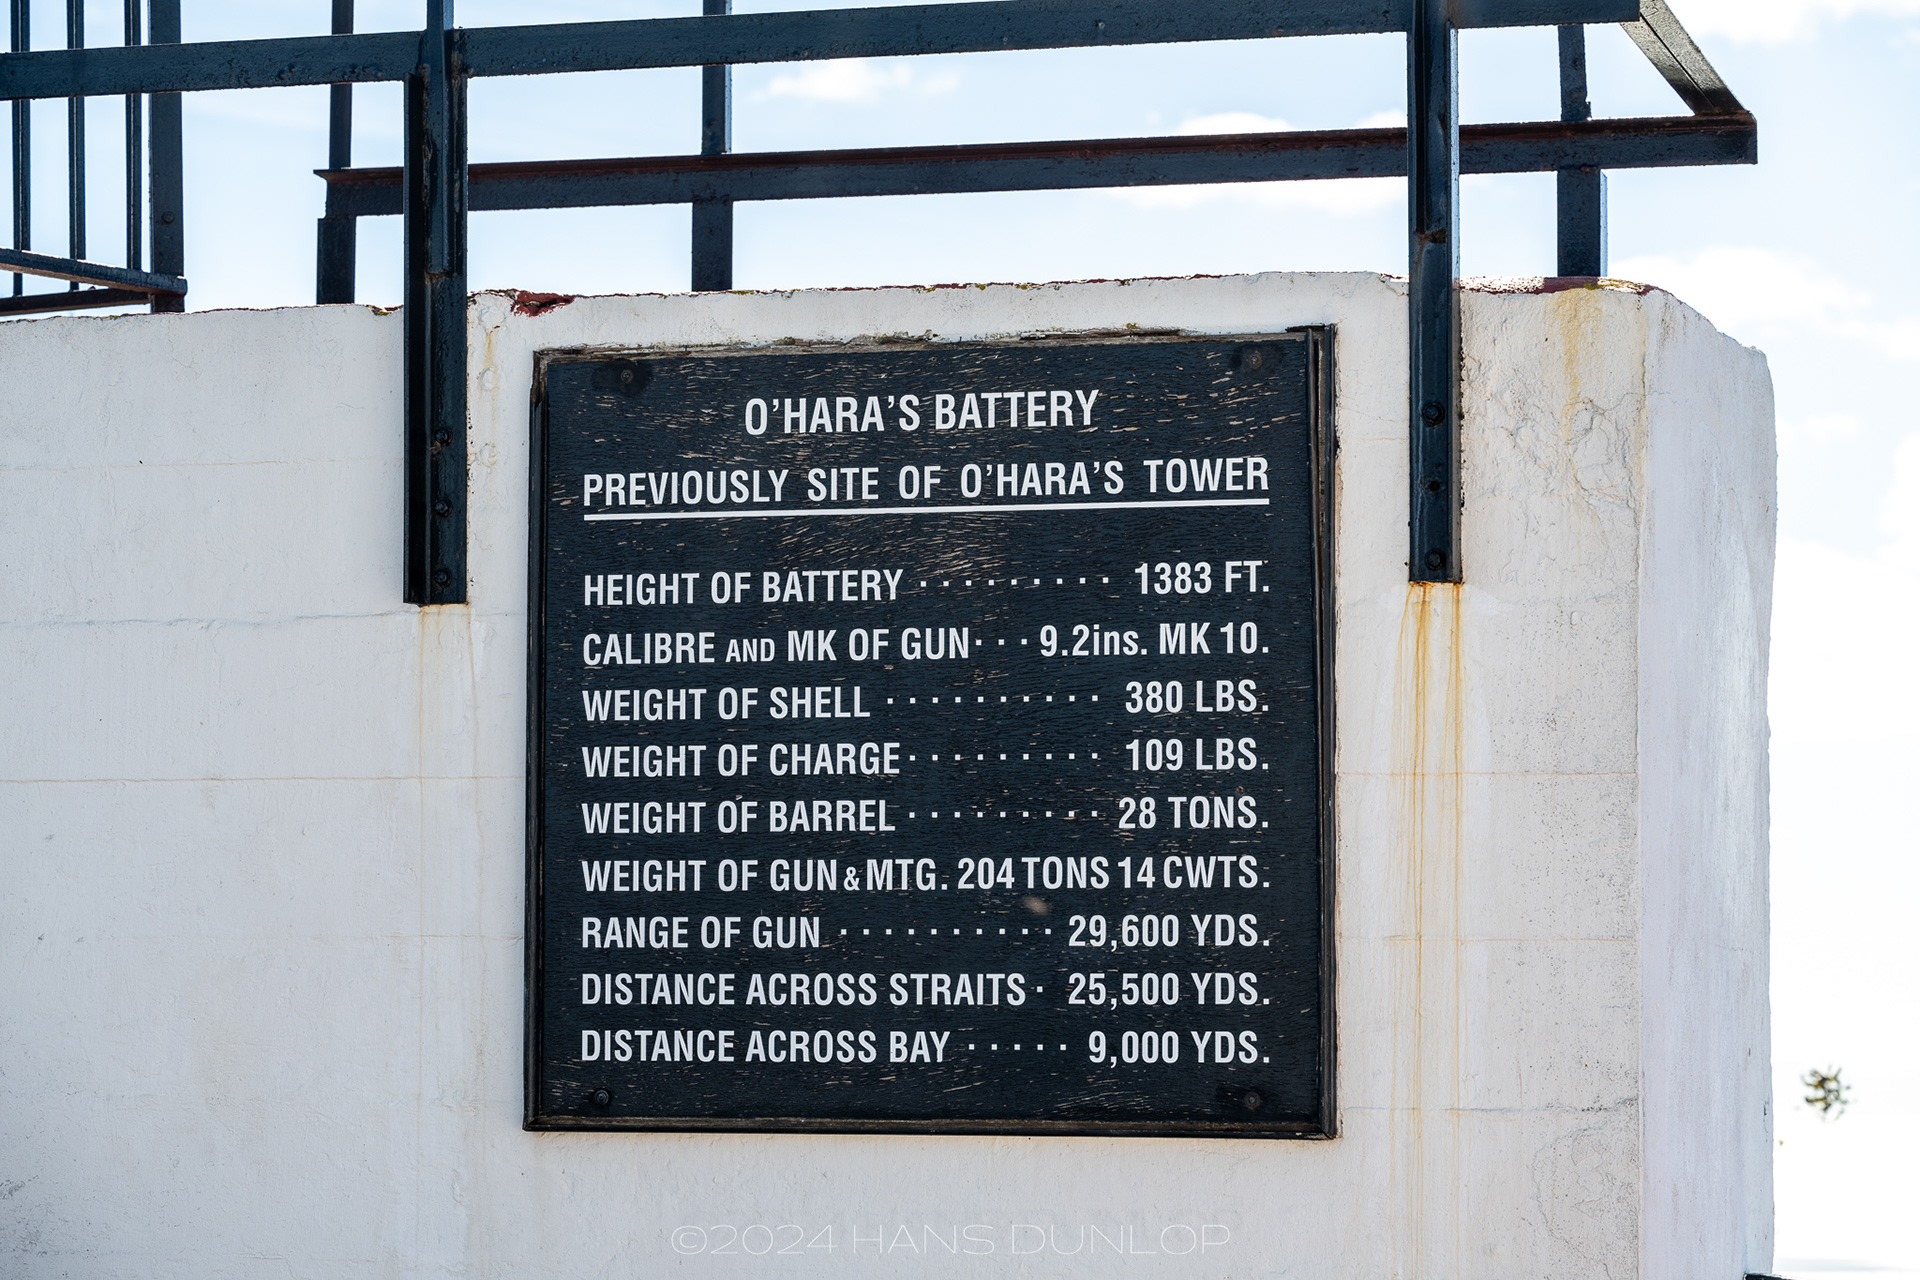 O'HARA'S BATTERY
PREVIOUSLY SITE OF O'HARA'S TOWER
HEIGHT OF BATTERY ········· 1383 FT.
CALIBRE AND MK OF GUN··· 9.2ins. MK 10.
WEIGHT OF SHELL ·········· 380 LBS.
WEIGHT OF CHARGE ········· 109 LBS.
WEIGHT OF BARREL ········· 28 TONS.
WEIGHT OF GUN & MTG. 204 TONS 14 CWTS.
RANGE OF GUN ·········· 29,600 YDS.
DISTANCE ACROSS STRAITS · 25,500 YDS.
DISTANCE ACROSS BAY ····· 9,000 YDS.
©2024 HANS DUNLOP